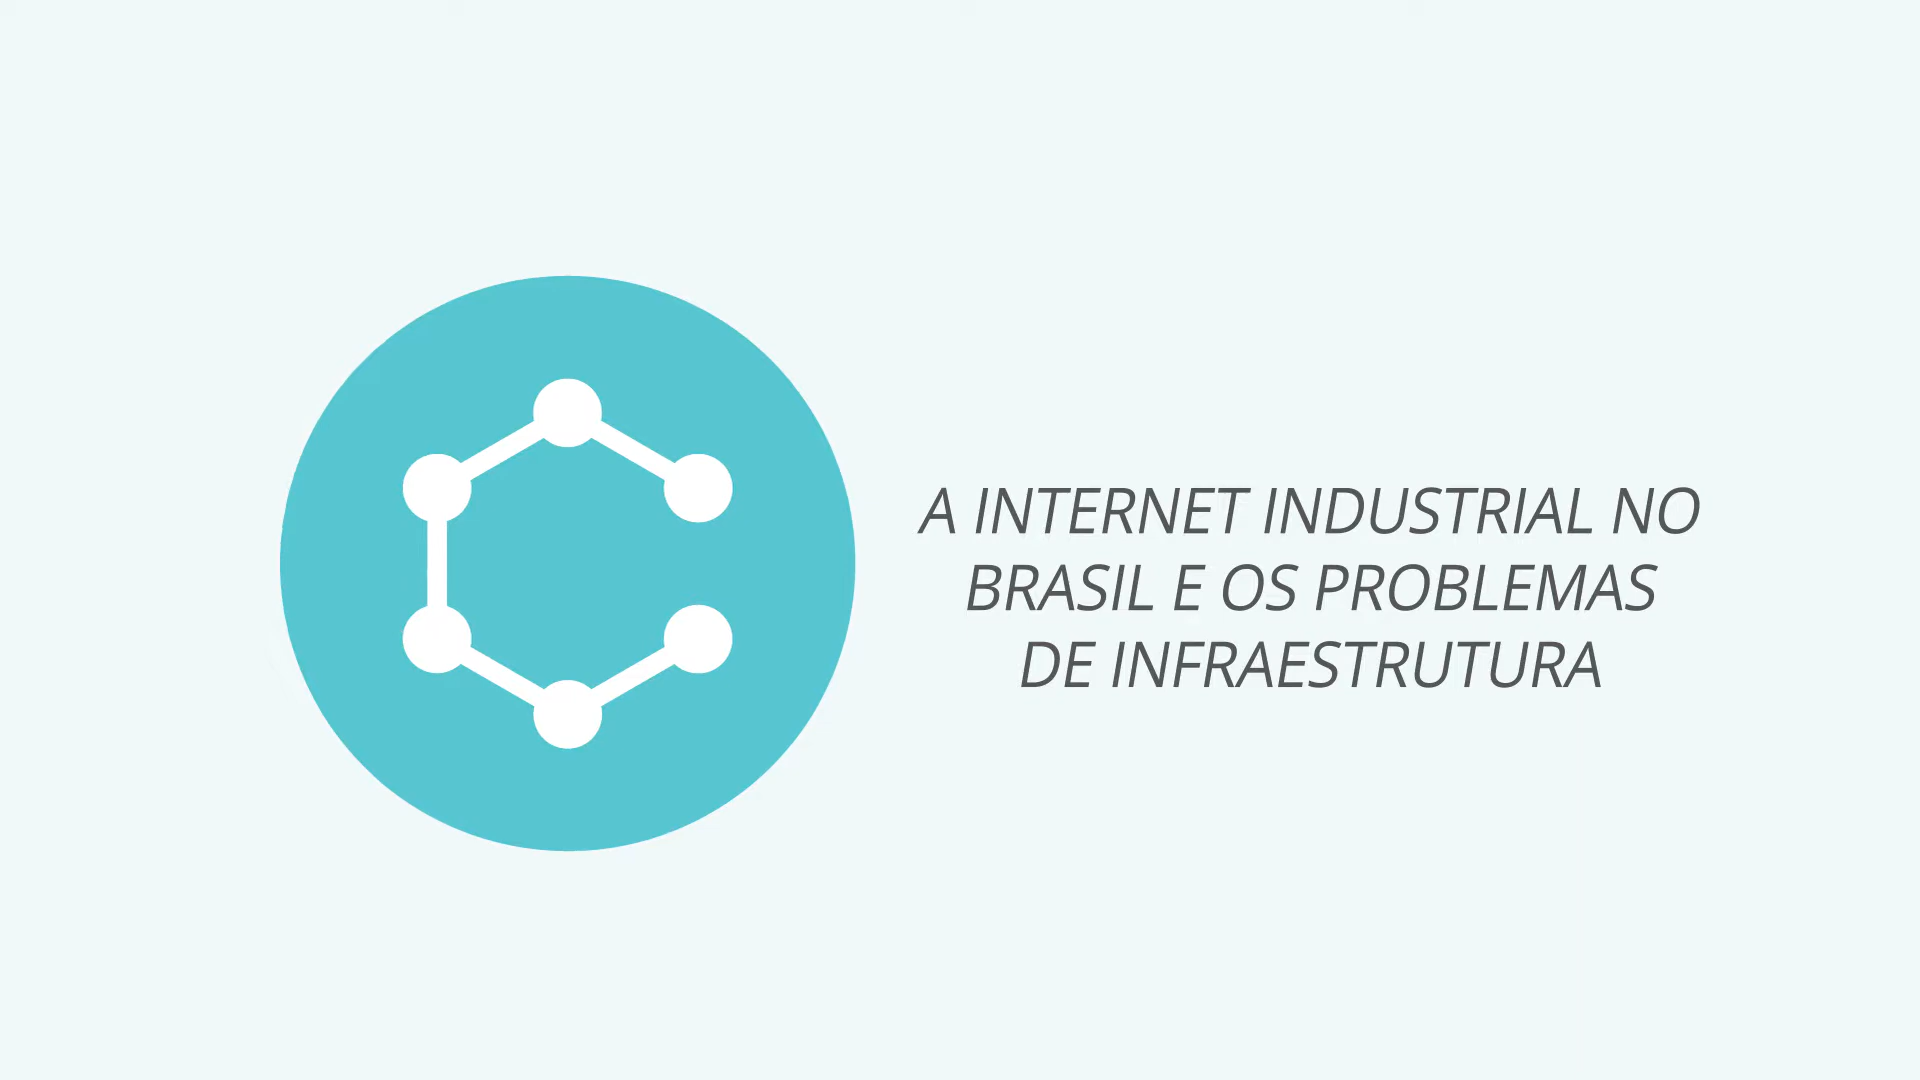 A INTERNET INDUSTRIAL NO
BRASIL E OS PROBLEMAS
DE INFRAESTRUTURA